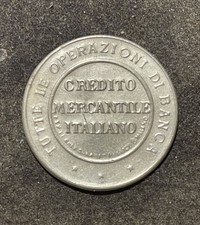 TUTTE LE OPERAZIONI DI BANCA
CREDITO
MERCANTILE
ITALIANO